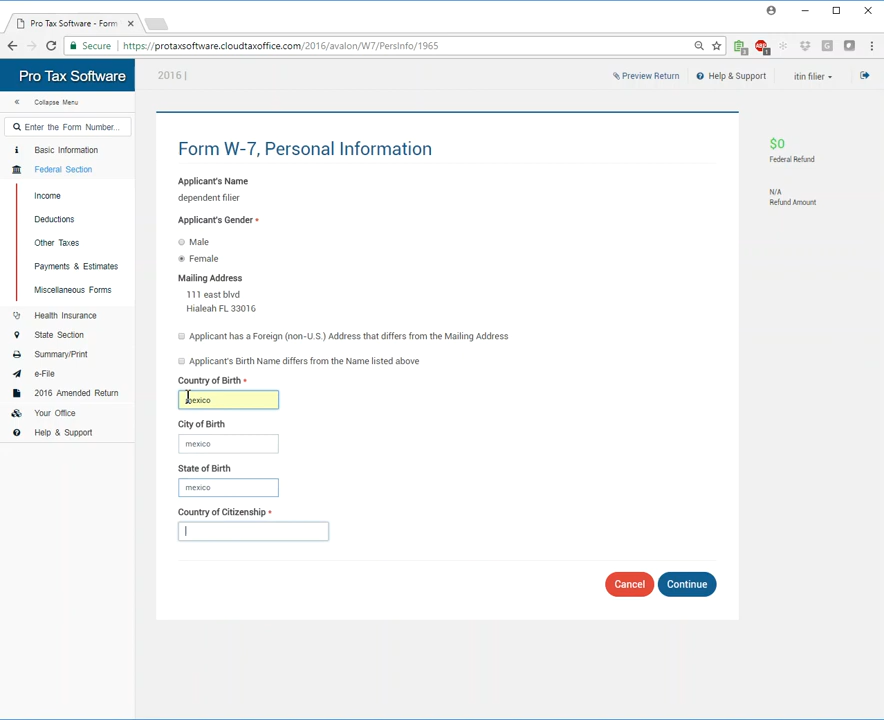 Pro Tax Software - Form
Secure https://protaxsoftware.cloudtaxoffice.com/2016/avalon/W7/PersInfo/1965
Pro Tax Software
2016 |
Preview Return
Help & Support
itin filier
Collapse Menu
Enter the Form Number...
Basic Information
Federal Section
Income
Deductions
Other Taxes
Payments & Estimates
Miscellaneous Forms
Health Insurance
State Section
Summary/Print
e-File
2016 Amended Return
Your Office
Help & Support
Form W-7, Personal Information
Applicant's Name
dependent filier
Applicant's Gender *
Male
Female
Mailing Address
111 east blvd
Hialeah FL 33016
Applicant has a Foreign (non-U.S.) Address that differs from the Mailing Address
Applicant's Birth Name differs from the Name listed above
Country of Birth *
mexico
City of Birth
mexico
State of Birth
mexico
Country of Citizenship *
Cancel
Continue
$0
Federal Refund
N/A
Refund Amount